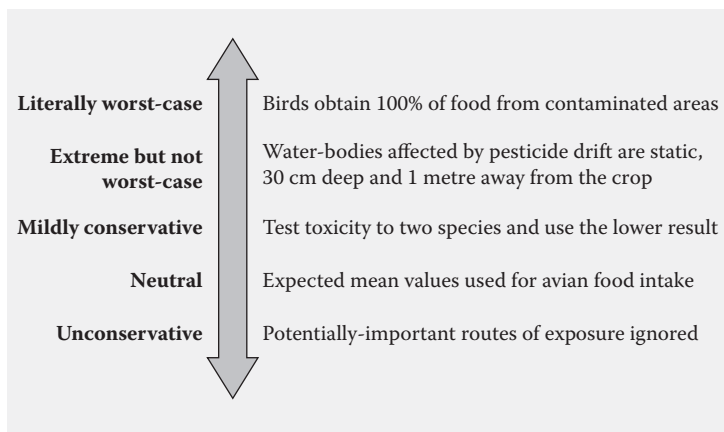 Literally worst-case
Birds obtain 100% of food from contaminated areas
Extreme but not
worst-case
Water-bodies affected by pesticide drift are static,
30 cm deep and 1 metre away from the crop
Mildly conservative
Test toxicity to two species and use the lower result
Neutral
Expected mean values used for avian food intake
Unconservative
Potentially-important routes of exposure ignored